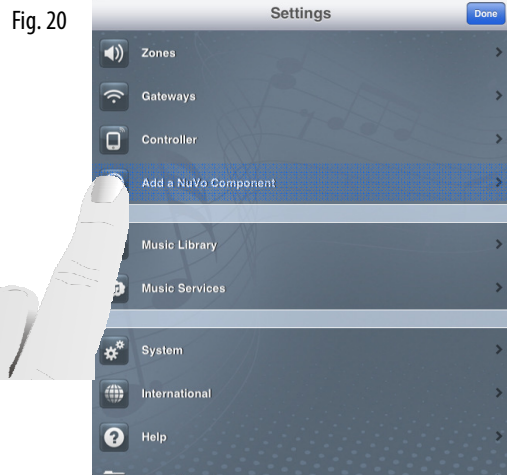 Fig. 20
Settings
Done
Zones
Gateways
Controller
Add a NuVo Component
Music Library
Music Services
System
International
Help